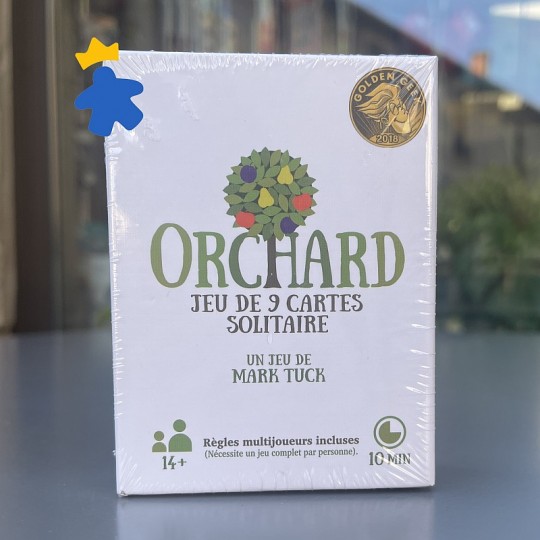 GOLDEN GEEK
2018
ORCHARD
JEU DE 9 CARTES
SOLITAIRE
UN JEU DE
MARK TUCK
14+
Règles multijoueurs incluses
(Nécessite un jeu complet par personne).
10 MIN